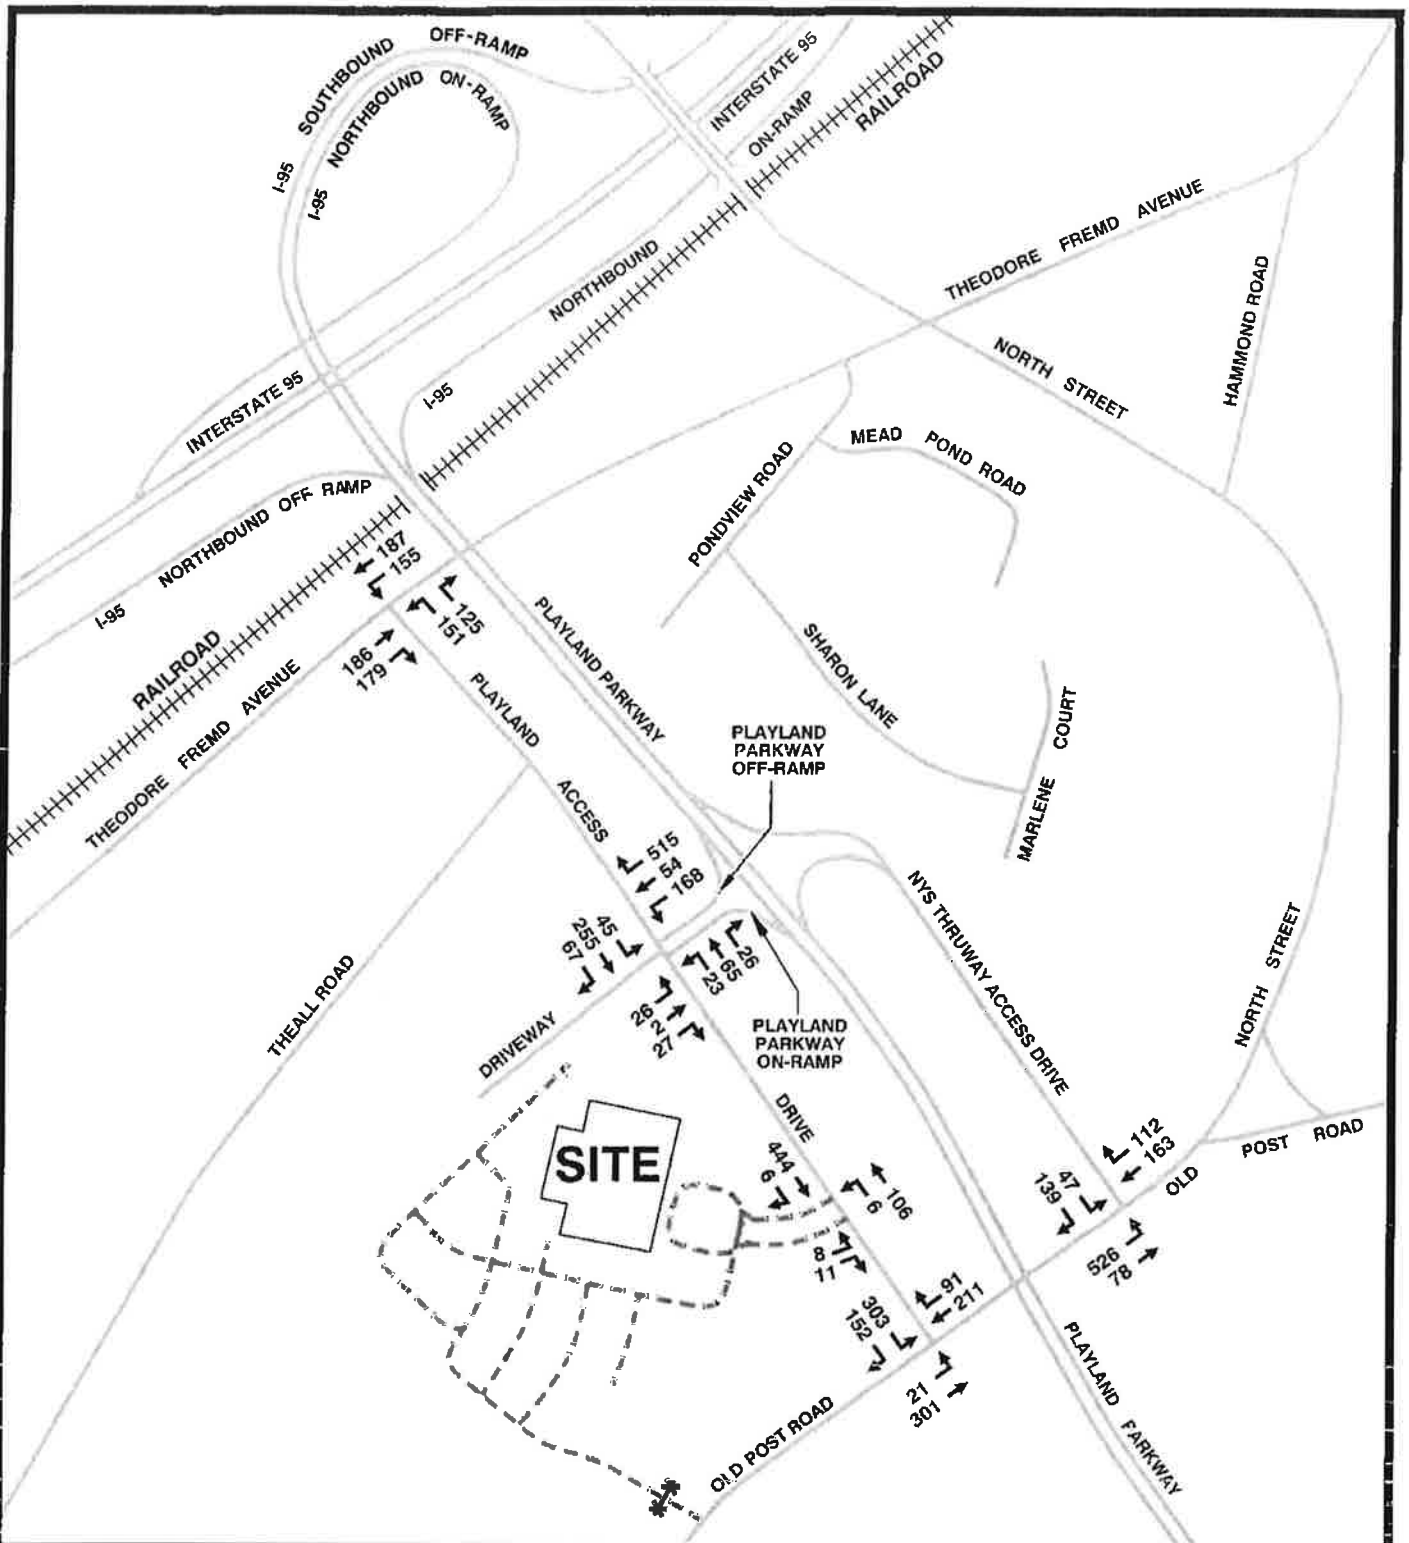 SOUTHBOUND OFF-RAMP
NORTHBOUND ON-RAMP
I-95
I-95
INTERSTATE 95
ON-RAMP
RAILROAD
THEODORE FREMD AVENUE
HAMMOND ROAD
NORTHBOUND
I-95
NORTH STREET
INTERSTATE 95
MEAD POND ROAD
PONDVIEW ROAD
I-95 NORTHBOUND OFF RAMP
187
155
125
151
186
179
RAILROAD
THEODORE FREMD AVENUE
PLAYLAND PARKWAY
SHARON LANE
MARLENE COURT
PLAYLAND
PARKWAY
OFF-RAMP
PLAYLAND ACCESS DRIVE
515
54
168
45
255
67
26
65
23
26
2
27
NYS THRUWAY ACCESS DRIVE
NORTH STREET
THEALL ROAD
DRIVEWAY
PLAYLAND
PARKWAY
ON-RAMP
SITE
444
6
106
6
8
11
112
163
47
139
526
78
OLD POST ROAD
91
211
303
152
21
301
OLD POST ROAD
PLAYLAND PARKWAY